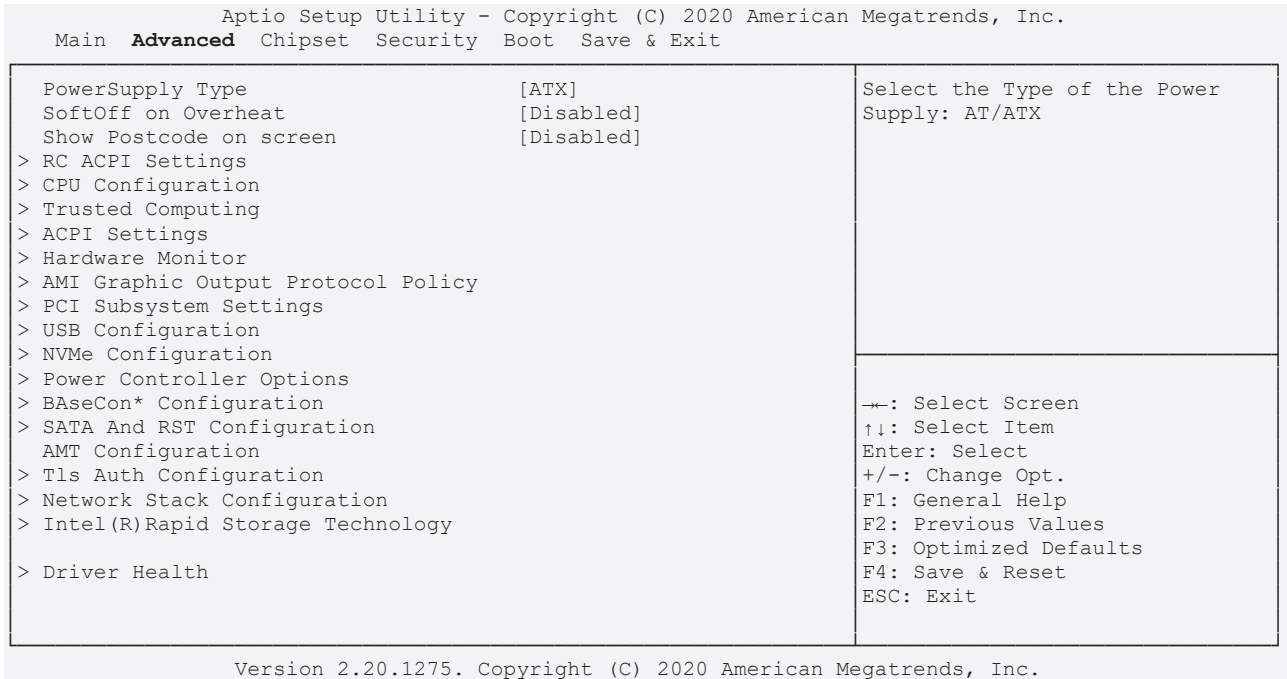 Aptio Setup Utility - Copyright (C) 2020 American Megatrends, Inc.
Main Advanced Chipset Security Boot Save & Exit
PowerSupply Type [ATX]
SoftOff on Overheat [Disabled]
Show Postcode on screen [Disabled]
> RC ACPI Settings
> CPU Configuration
> Trusted Computing
> ACPI Settings
> Hardware Monitor
> AMI Graphic Output Protocol Policy
> PCI Subsystem Settings
> USB Configuration
> NVMe Configuration
> Power Controller Options
> BAseCon* Configuration
> SATA And RST Configuration
AMT Configuration
> Tls Auth Configuration
> Network Stack Configuration
> Intel(R)Rapid Storage Technology
> Driver Health
Select the Type of the Power
Supply: AT/ATX
→←: Select Screen
↑↓: Select Item
Enter: Select
+/-: Change Opt.
F1: General Help
F2: Previous Values
F3: Optimized Defaults
F4: Save & Reset
ESC: Exit
Version 2.20.1275. Copyright (C) 2020 American Megatrends, Inc.